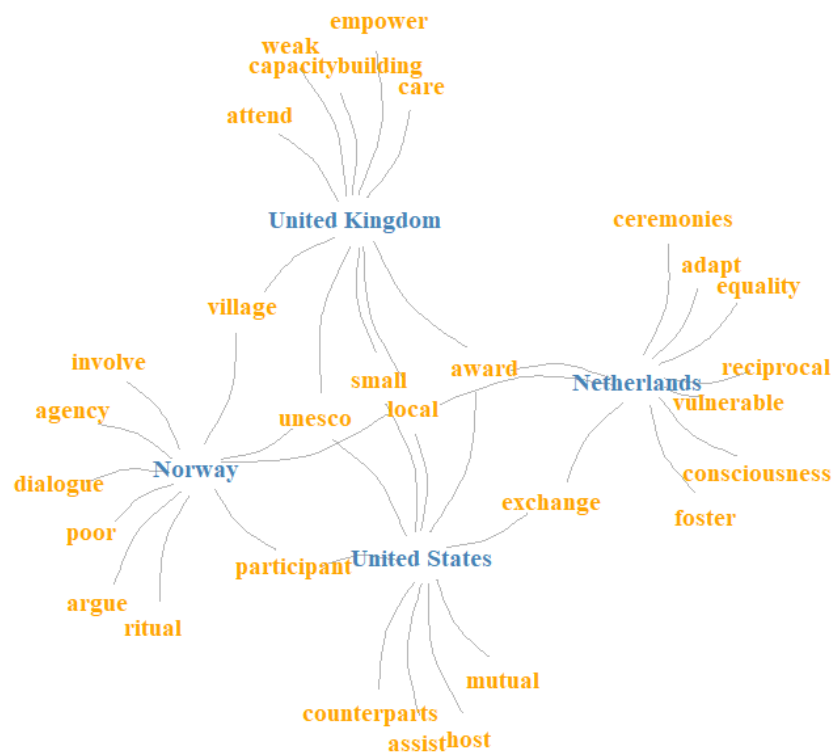 empower
weak
capacitybuilding
care
attend
United Kingdom
ceremonies
adapt
equality
village
involve
small
award
reciprocal
Netherlands
vulnerable
agency
unesco
local
Norway
dialogue
consciousness
exchange
foster
poor
participant
United States
argue
ritual
mutual
counterparts
assist
host